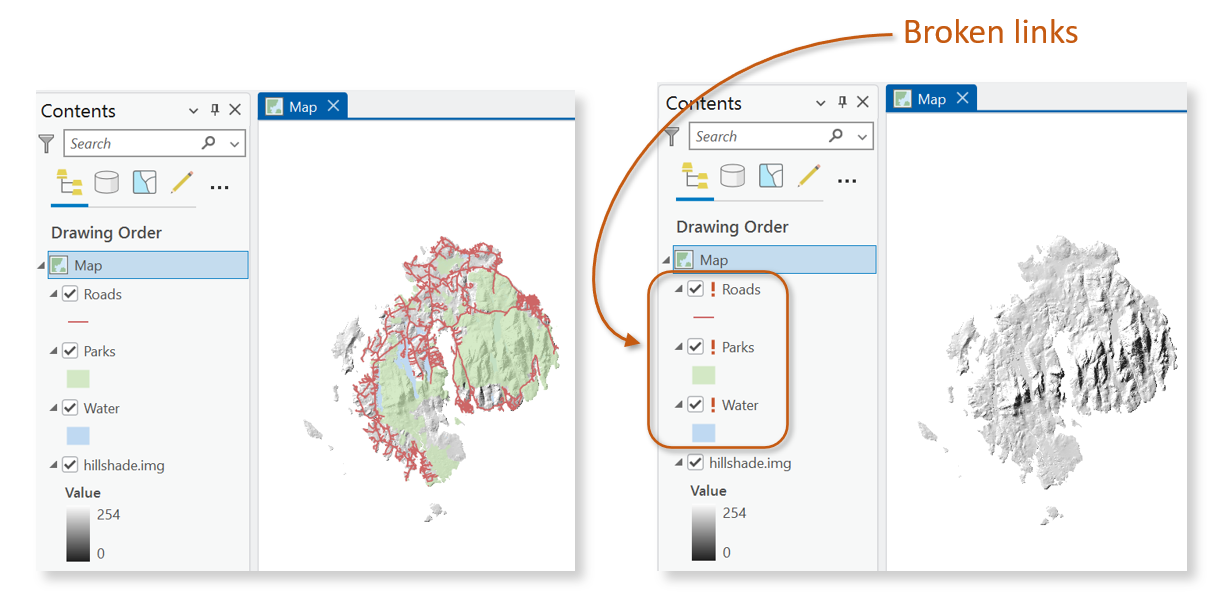 Broken links
Contents
Map
Search
Drawing Order
Map
Roads
Parks
Water
hillshade.img
Value
254
0
Contents
Map
Search
Drawing Order
Map
! Roads
! Parks
! Water
hillshade.img
Value
254
0